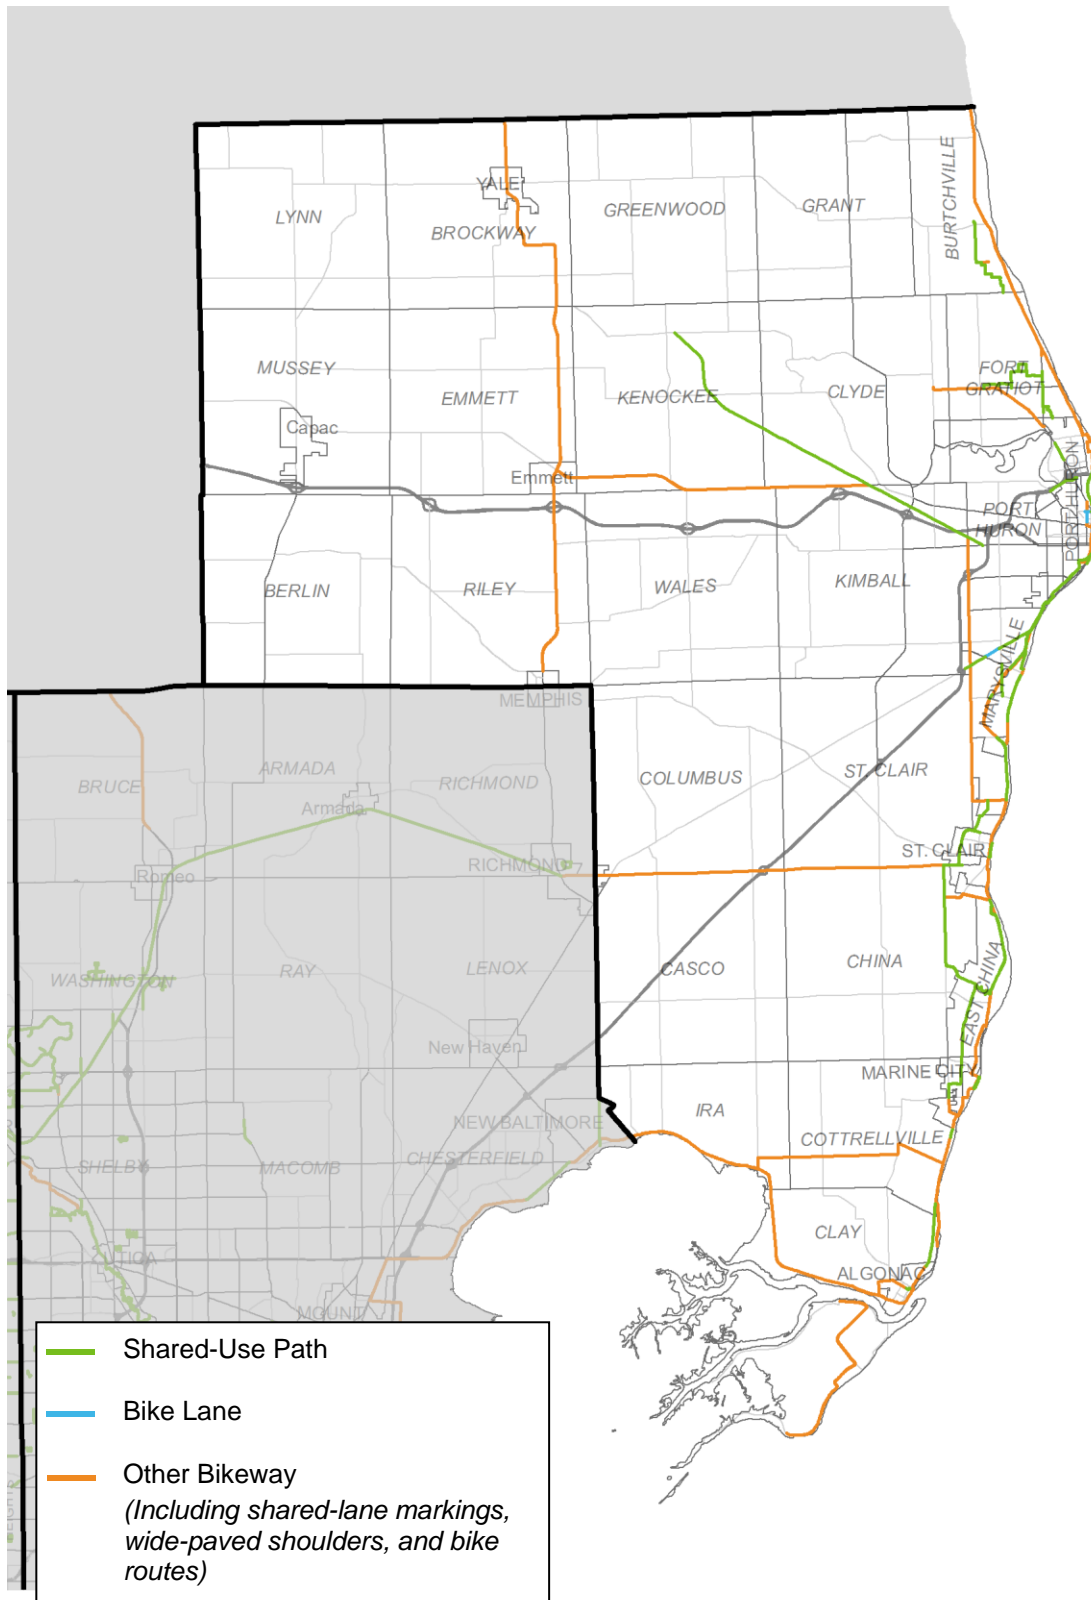 YALE
LYNN
BROCKWAY
GREENWOOD
GRANT
BURTCHVILLE
MUSSEY
EMMETT
KENOCKEE
CLYDE
FORT
GRATIOT
Capac
Emmett
PORT
HURON
PORT HURON
BERLIN
RILEY
WALES
KIMBALL
MARYSVILLE
MEMPHIS
BRUCE
ARMADA
RICHMOND
COLUMBUS
ST. CLAIR
Armada
RICHMOND
ST. CLAIR
Romeo
WASHINGTON
RAY
LENOX
CASCO
CHINA
EAST CHINA
New Haven
MARINE CITY
NEW BALTIMORE
IRA
COTTRELLVILLE
SHELBY
MACOMB
CHESTERFIELD
CLAY
UTICA
ALGONAC
MOUNT
Shared-Use Path
Bike Lane
Other Bikeway
(Including shared-lane markings,
wide-paved shoulders, and bike
routes)